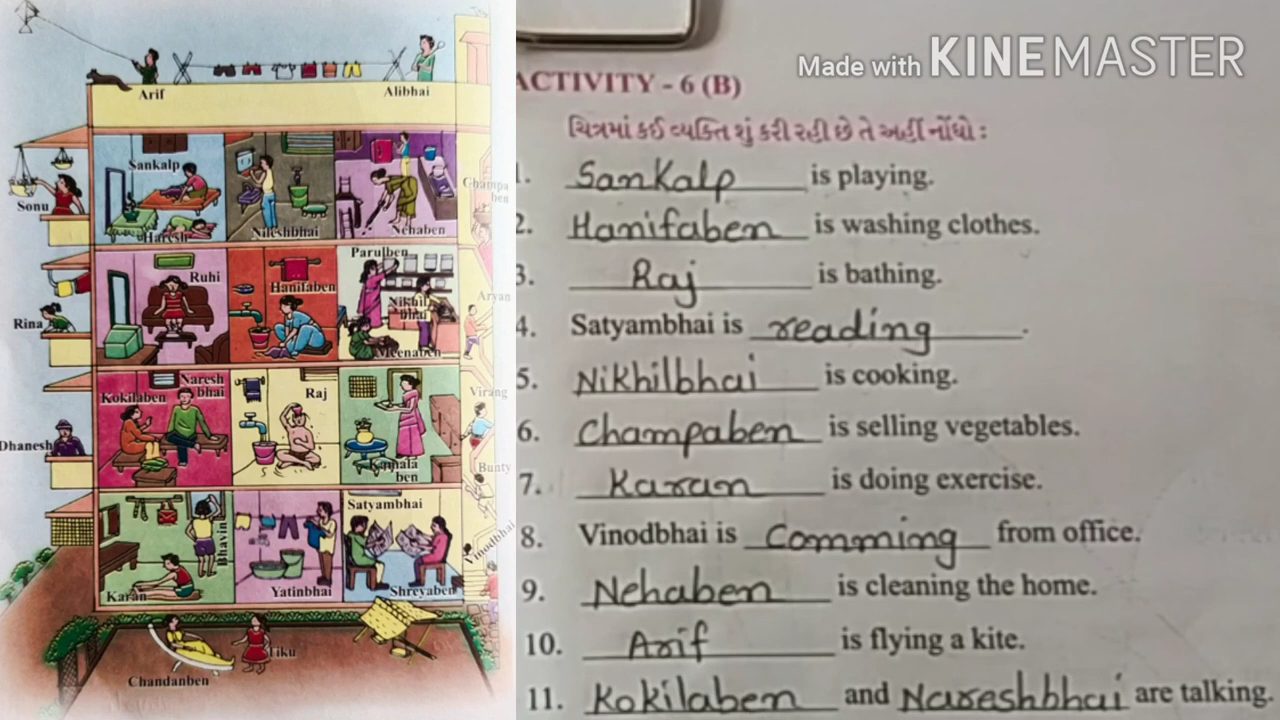 Arif
Alibhai
Sankalp
Sonu
Haresh
Nileshbhai
Nehaben
Champa
ben
Ruhi
Hanifaben
Parulben
Nikhil
bhai
Meenaben
Rina
Aryan
Kokilaben
Naresh
bhai
Raj
Kamala
ben
Virang
Dhanesh
Bunty
Karan
Bhavin
Yatinbhai
Satyambhai
Shreyaben
Vinodbhai
Chandanben
Tiku
Made with KINEMASTER
ACTIVITY - 6 (B)
ચિત્રમાં કઈ વ્યક્તિ શું કરી રહી છે તે અહીં નોંધો :
1. Sankalp is playing.
2. Hanifaben is washing clothes.
3. Raj is bathing.
4. Satyambhai is reading.
5. Nikhilbhai is cooking.
6. Champaben is selling vegetables.
7. Karan is doing exercise.
8. Vinodbhai is Comming from office.
9. Nehaben is cleaning the home.
10. Arif is flying a kite.
11. Kokilaben and Nareshbhai are talking.